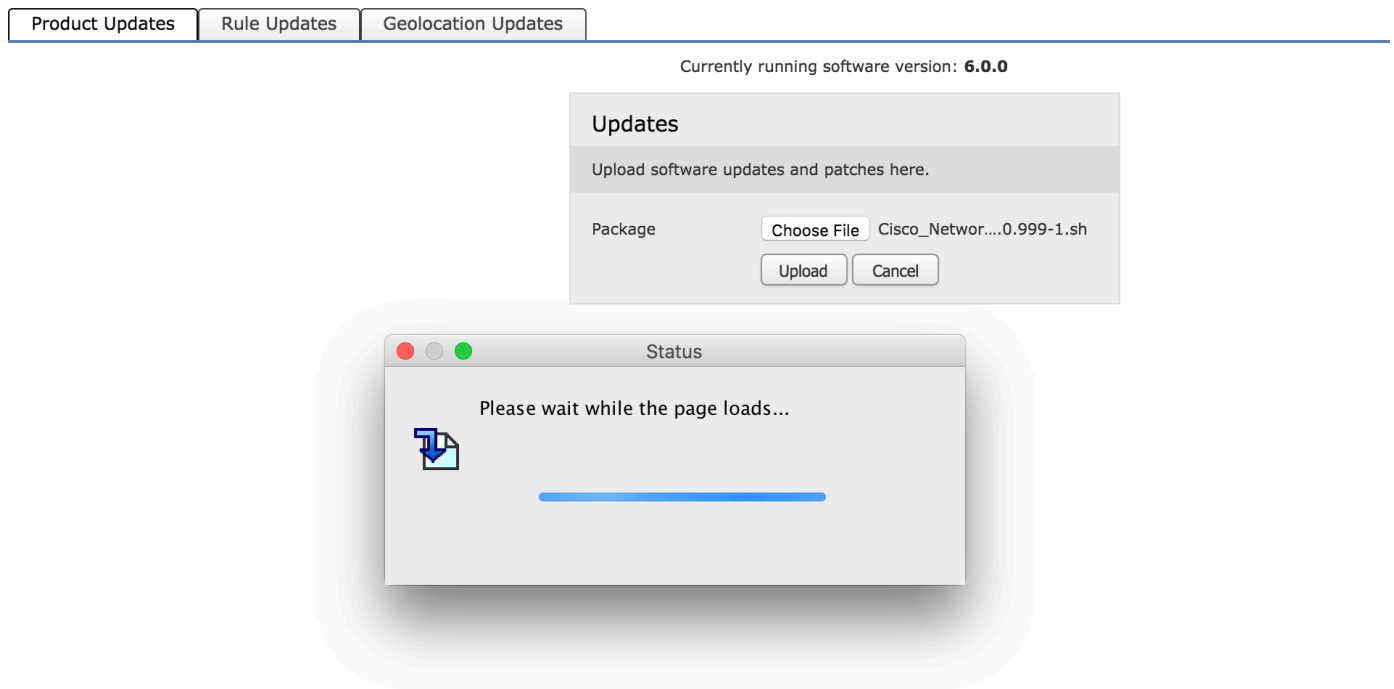 Product Updates Rule Updates Geolocation Updates
Currently running software version: 6.0.0
Updates
Upload software updates and patches here.
Package Choose File Cisco_Networ....0.999-1.sh
Upload Cancel
Status
Please wait while the page loads...